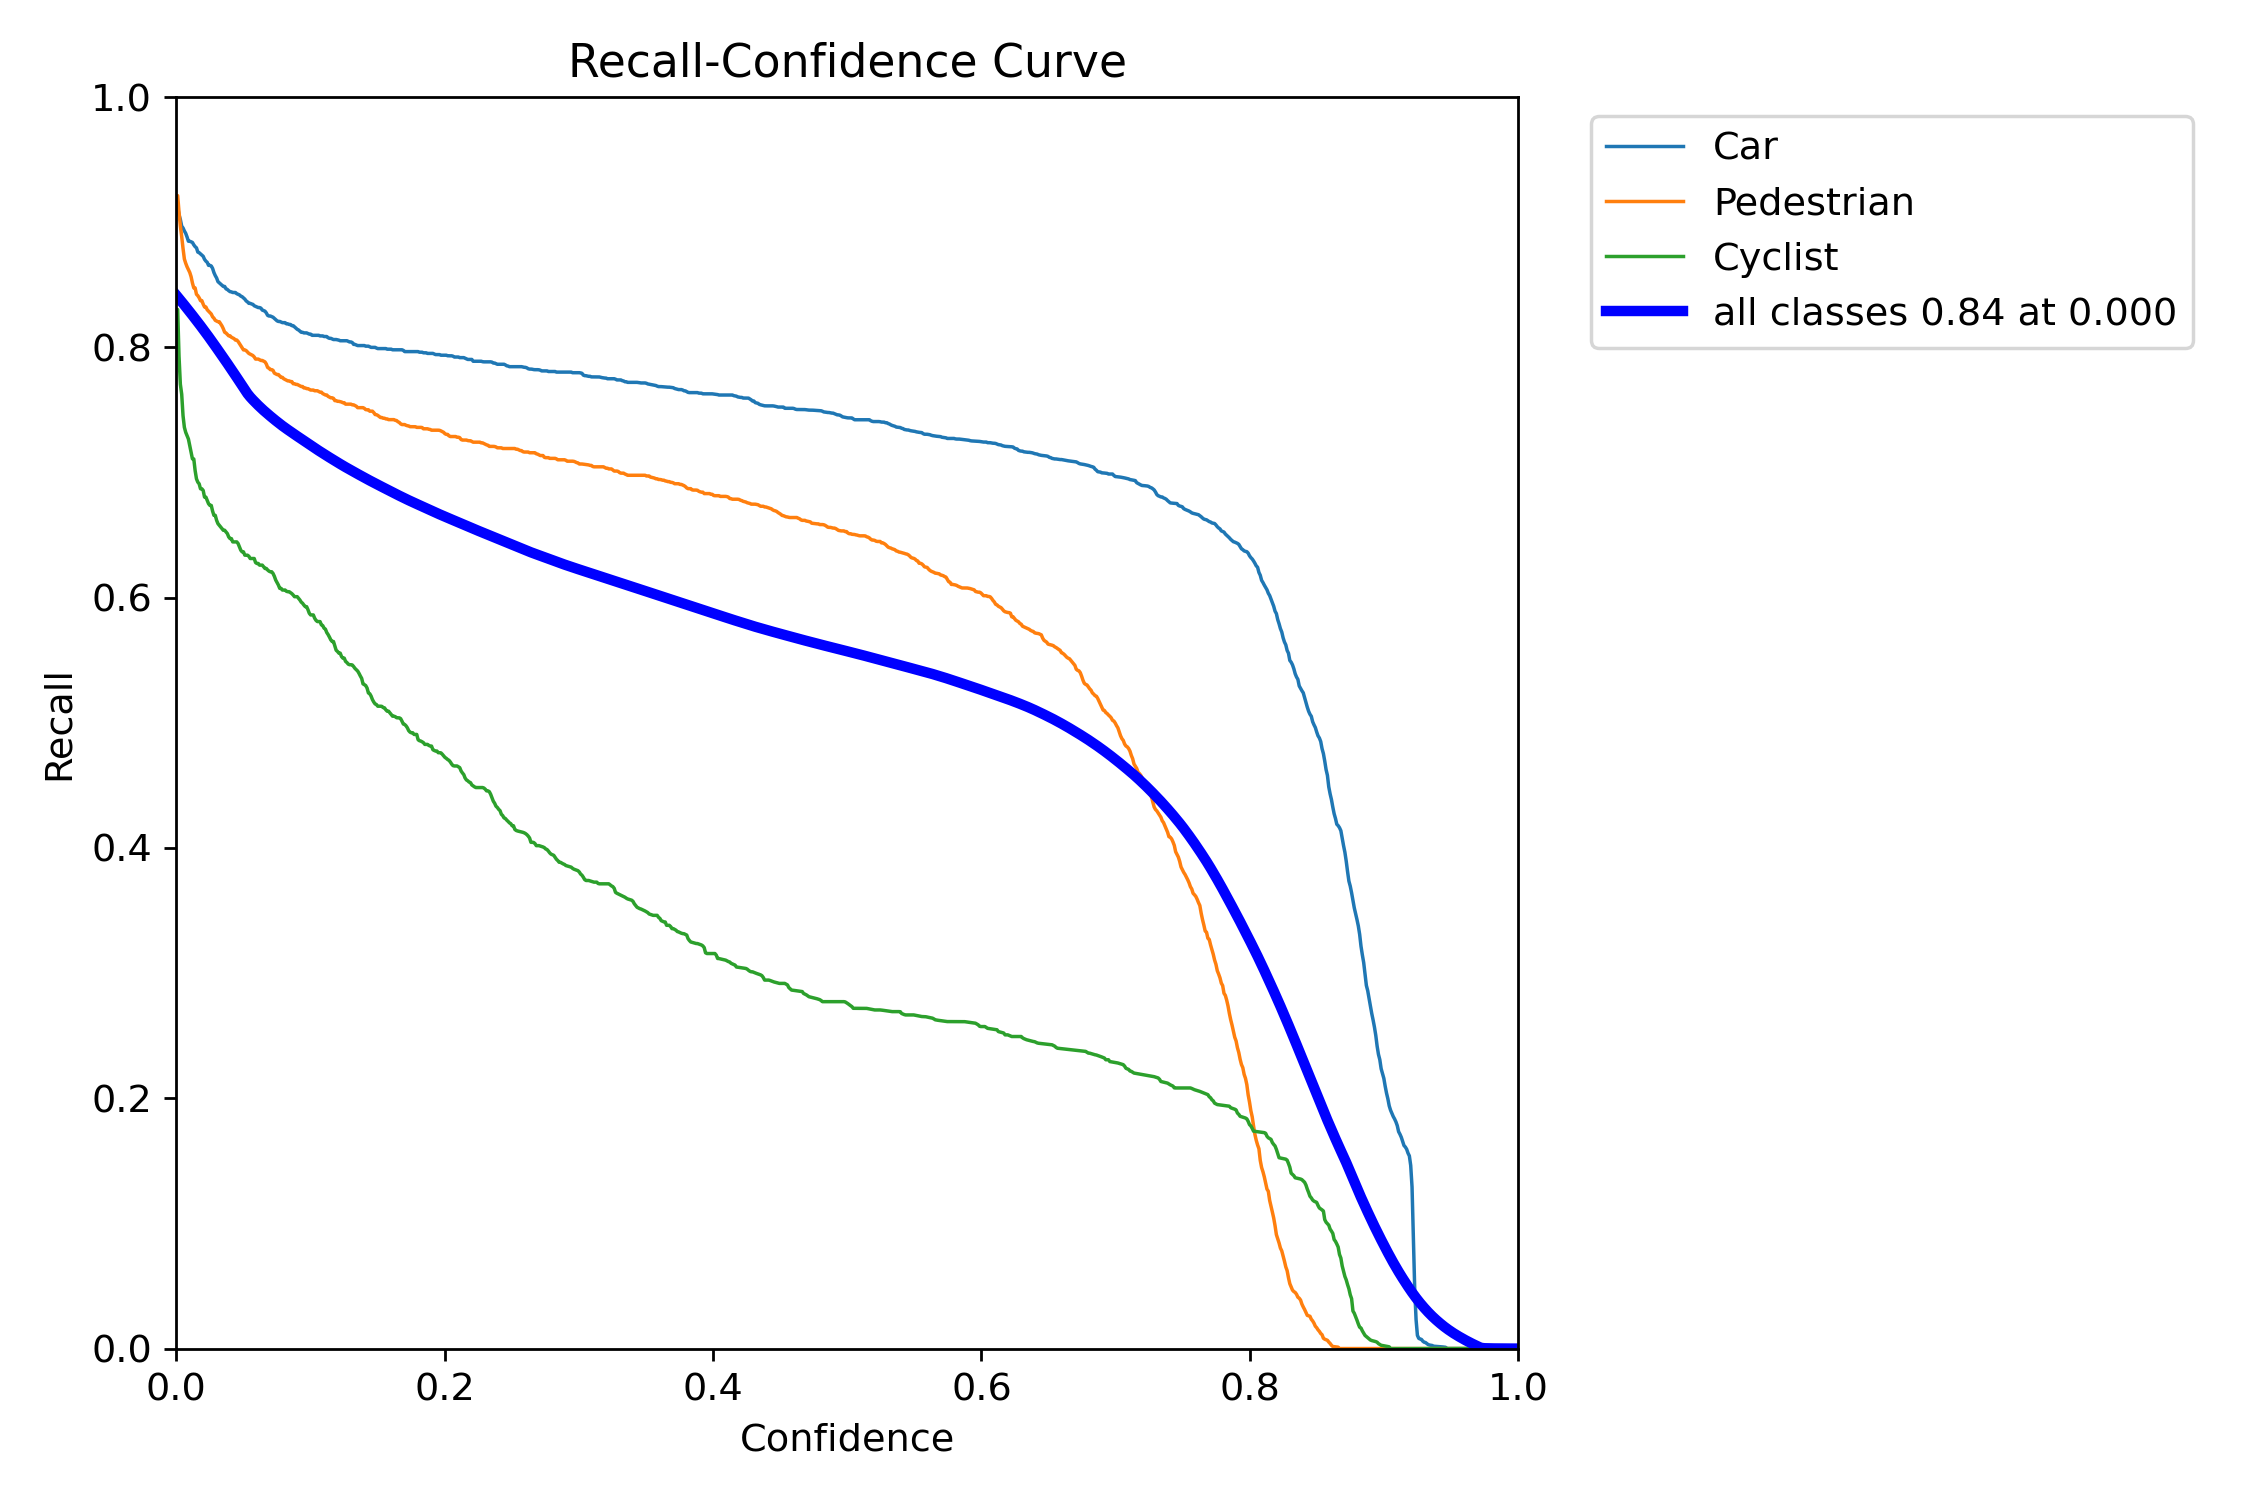 Recall-Confidence Curve
1.0
0.8
0.6
0.4
0.2
0.0
Recall
0.0 0.2 0.4 0.6 0.8 1.0
Confidence
Car
Pedestrian
Cyclist
all classes 0.84 at 0.000